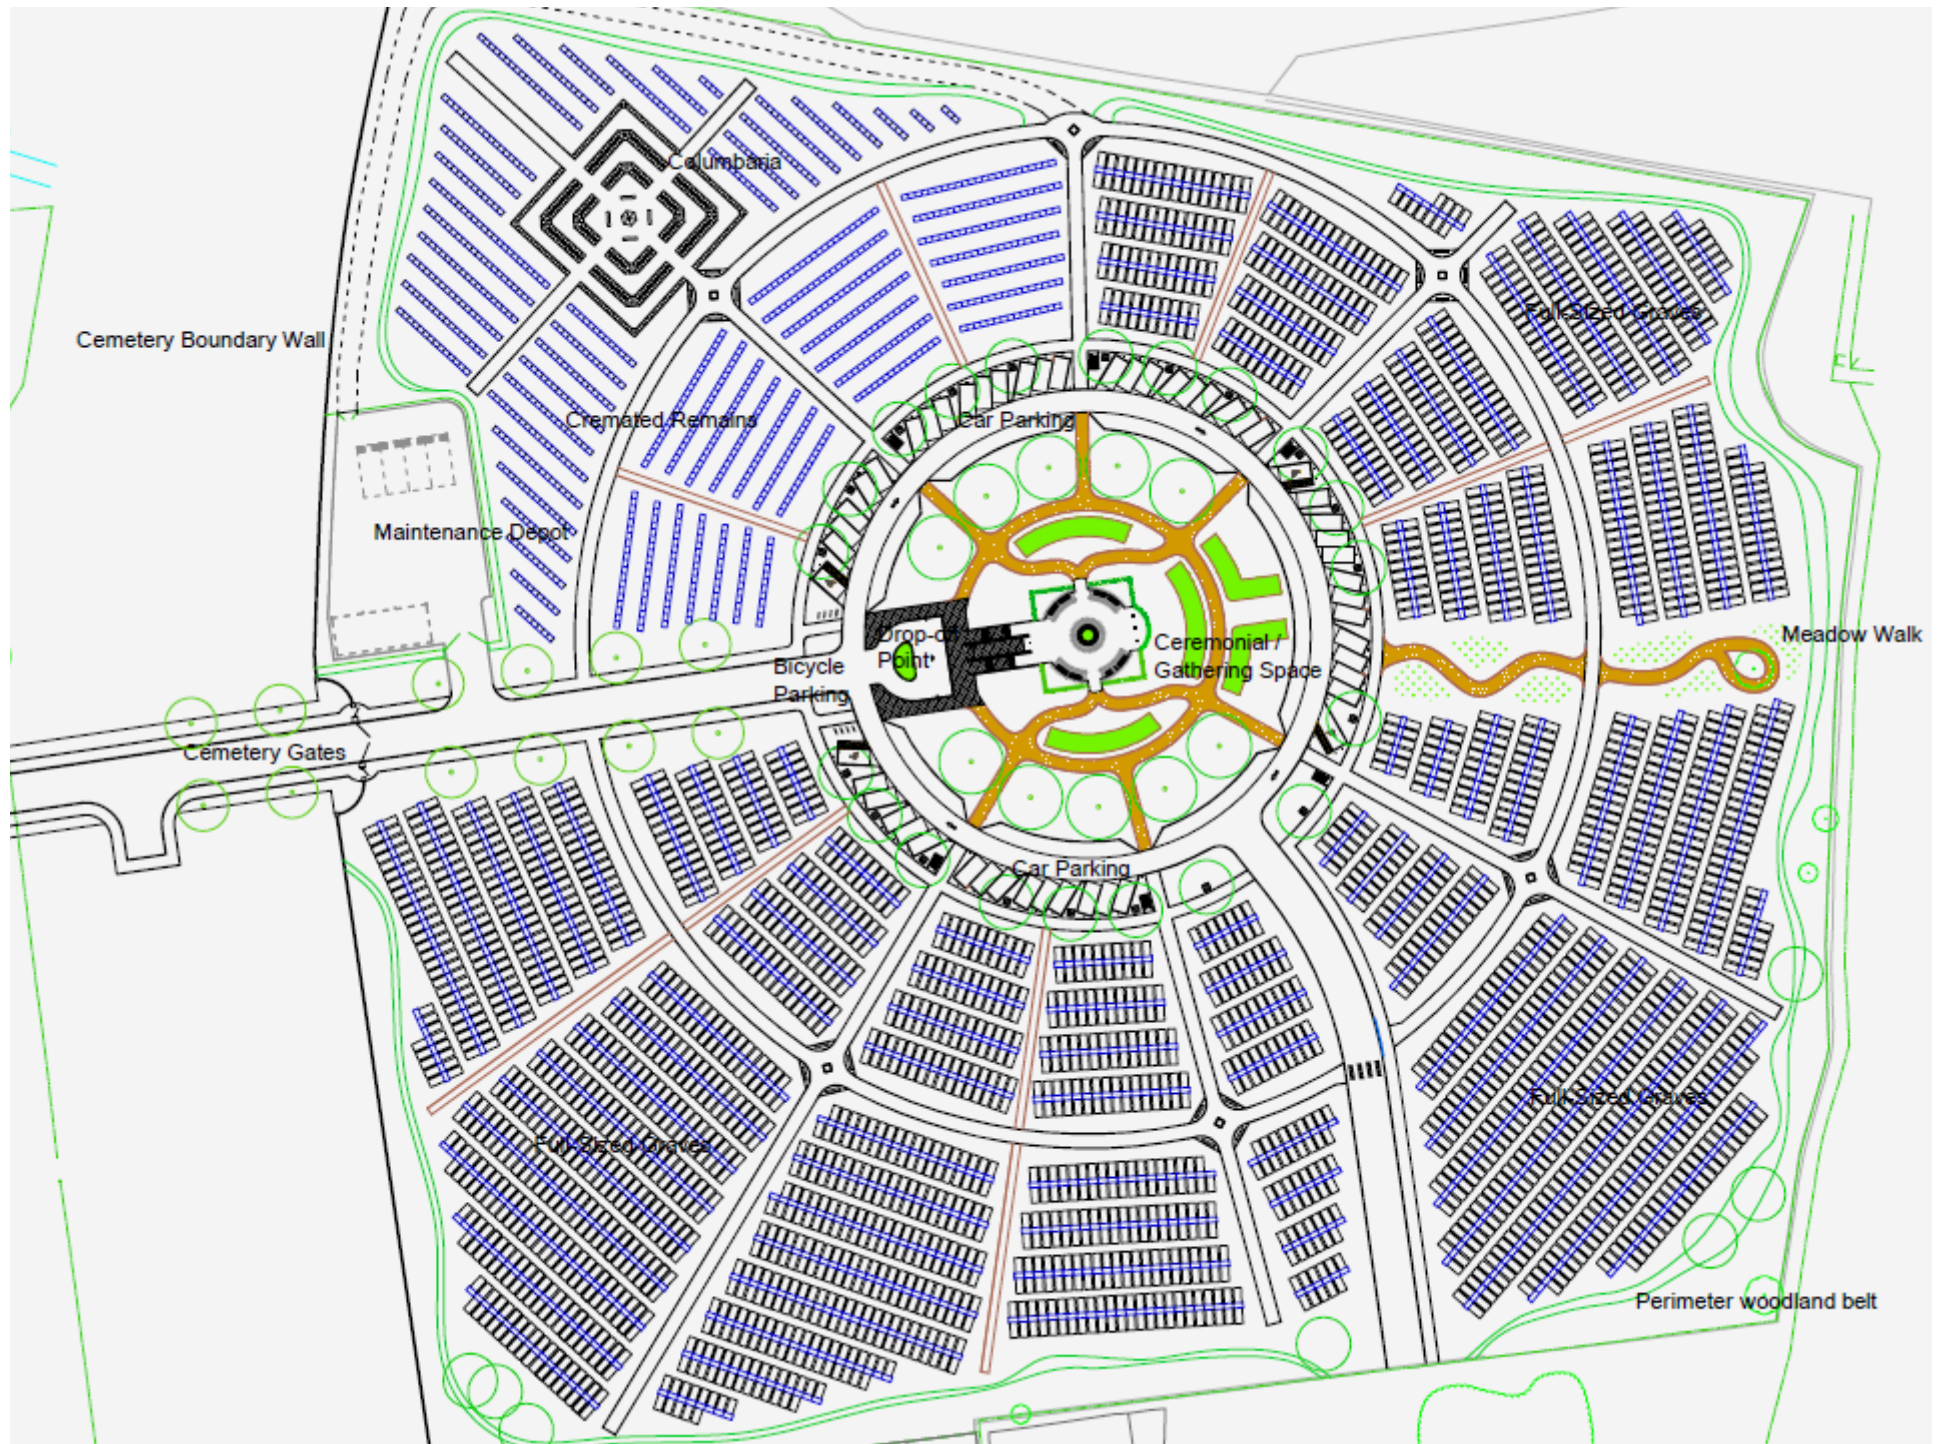 Columbaria
Full-Sized Graves
Cemetery Boundary Wall
Cremated Remains
Car Parking
Maintenance Depot
Drop-off
Point
Ceremonial /
Gathering Space
Meadow Walk
Bicycle
Parking
Cemetery Gates
Car Parking
Full-Sized Graves
Full-Sized Graves
Perimeter woodland belt